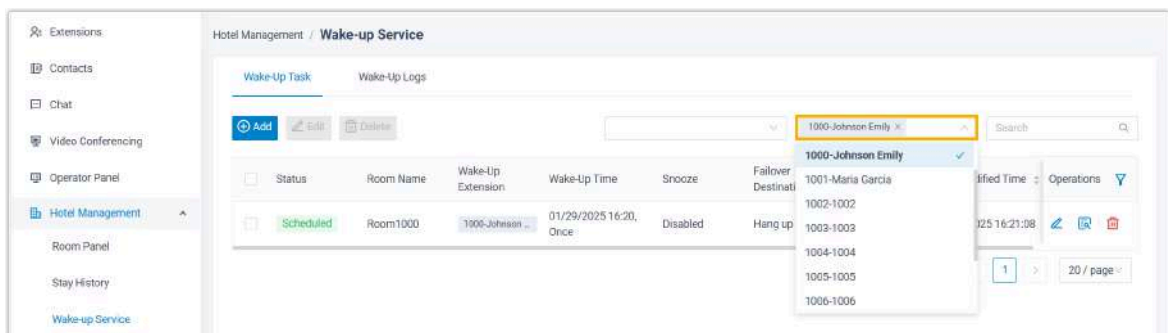 Extensions
Hotel Management / Wake-up Service
Contacts
Wake-Up Task
Wake-Up Logs
Chat
Add
Edit
Delete
1000-Johnson Emily ×
Search
Video Conferencing
1000-Johnson Emily
Operator Panel
Status
Room Name
Wake-Up Extension
Wake-Up Time
Snooze
Failover Destinati
1001-Maria Garcia
dified Time
Operations
1002-1002
Hotel Management
Scheduled
Room1000
1000-Johnson ...
01/29/2025 16:20, Once
Disabled
Hang up
1003-1003
025 16:21:08
Room Panel
1004-1004
Stay History
1005-1005
1
20 / page
1006-1006
Wake-up Service